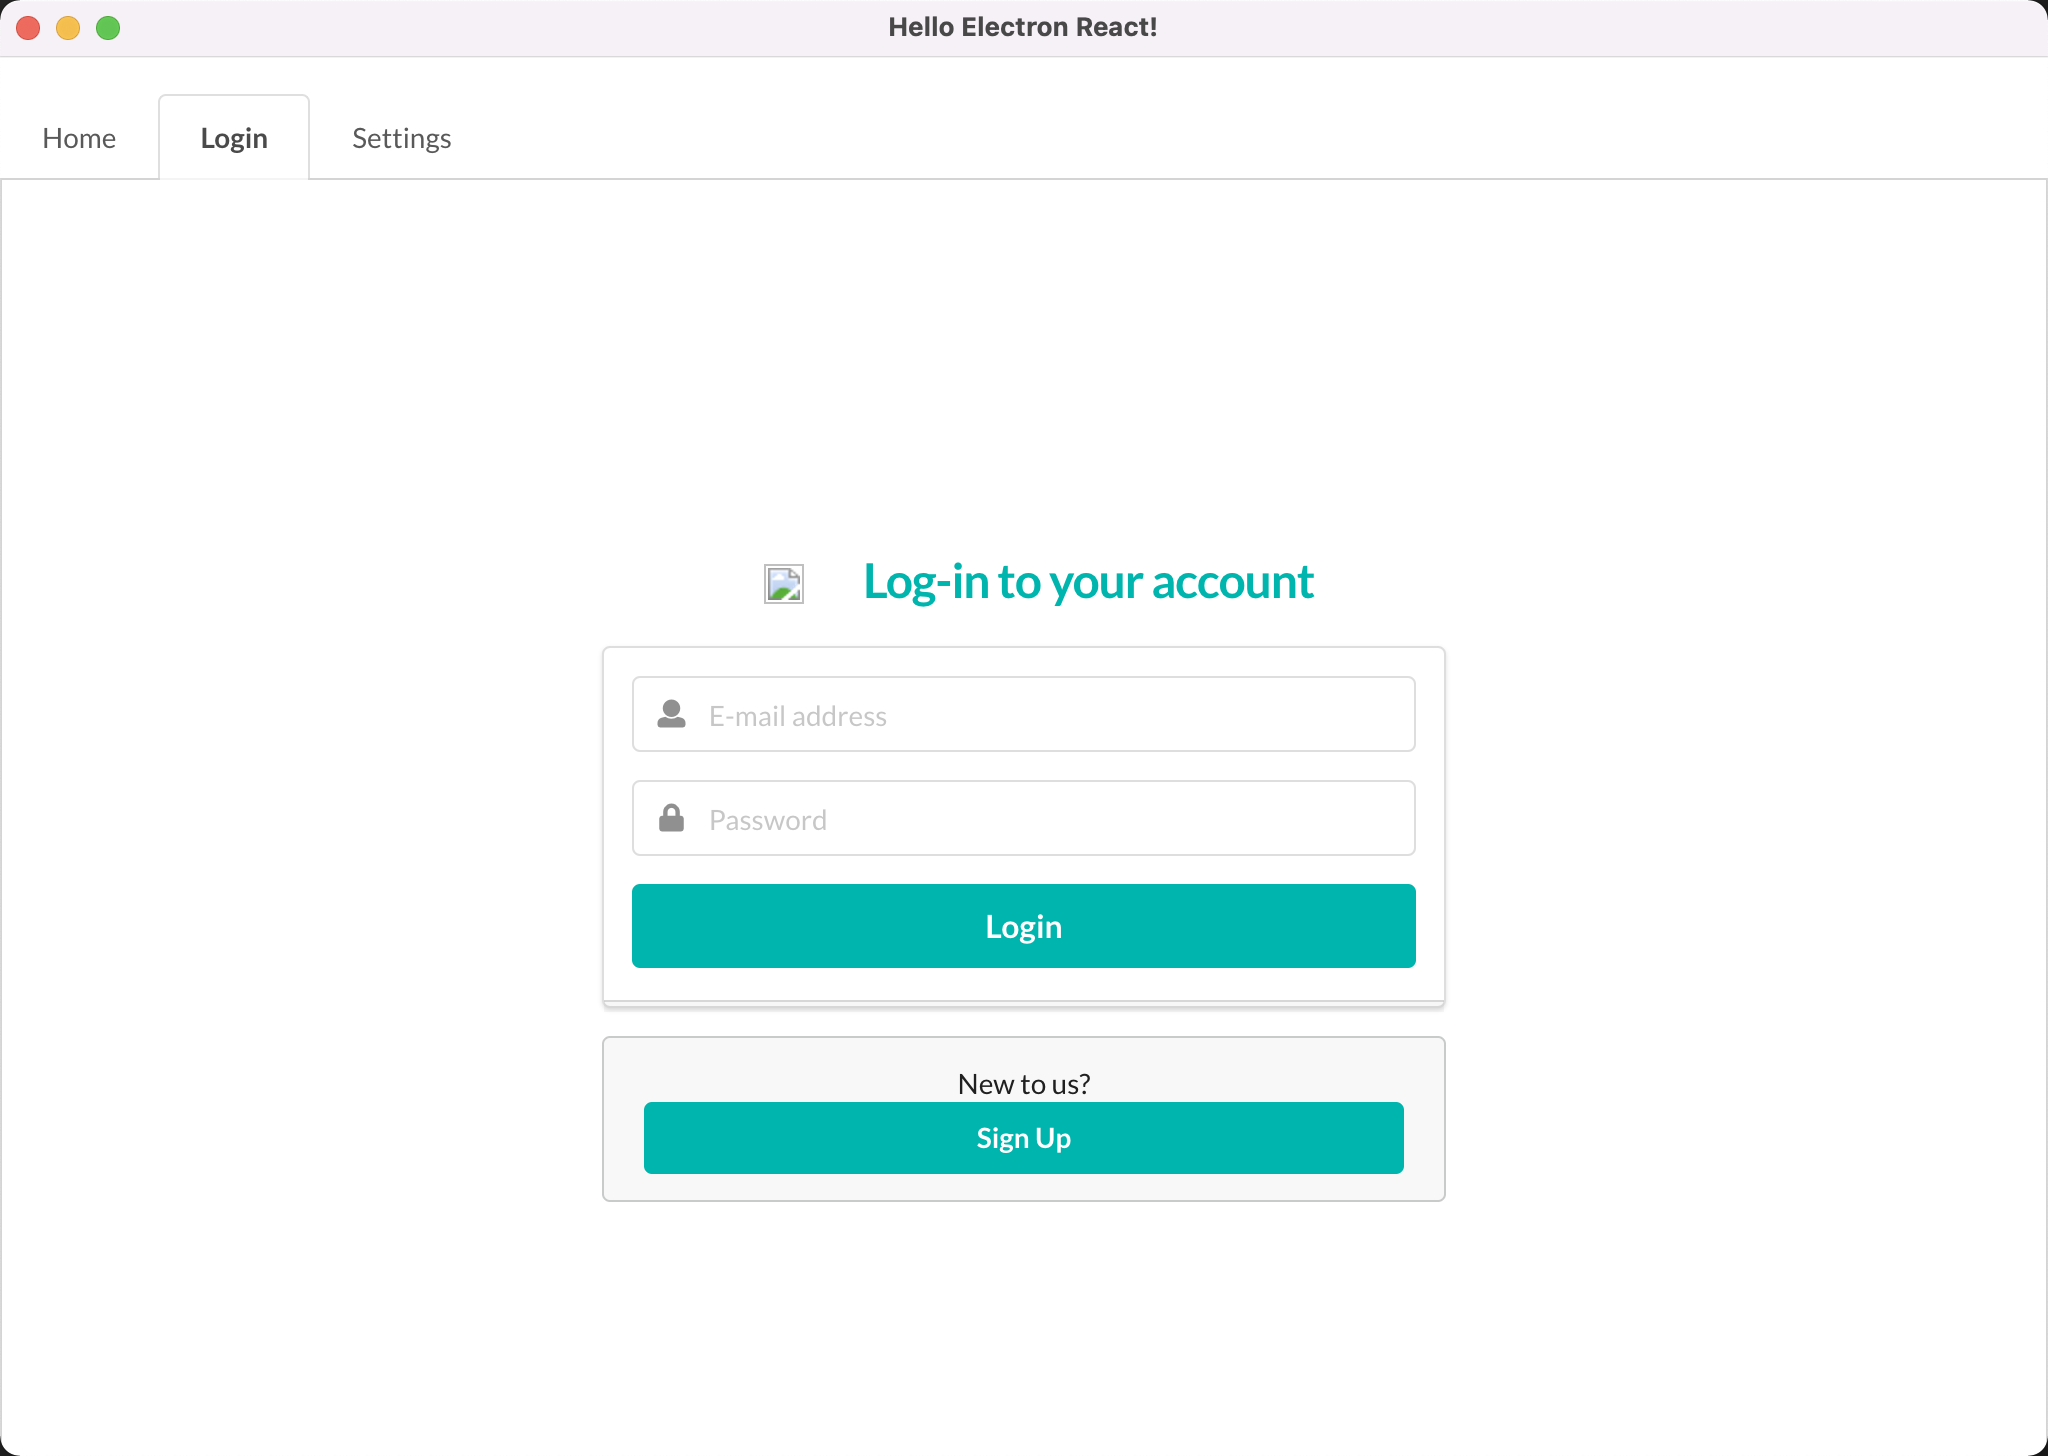 Hello Electron React!
Home
Login
Settings
Log-in to your account
E-mail address
Password
Login
New to us?
Sign Up